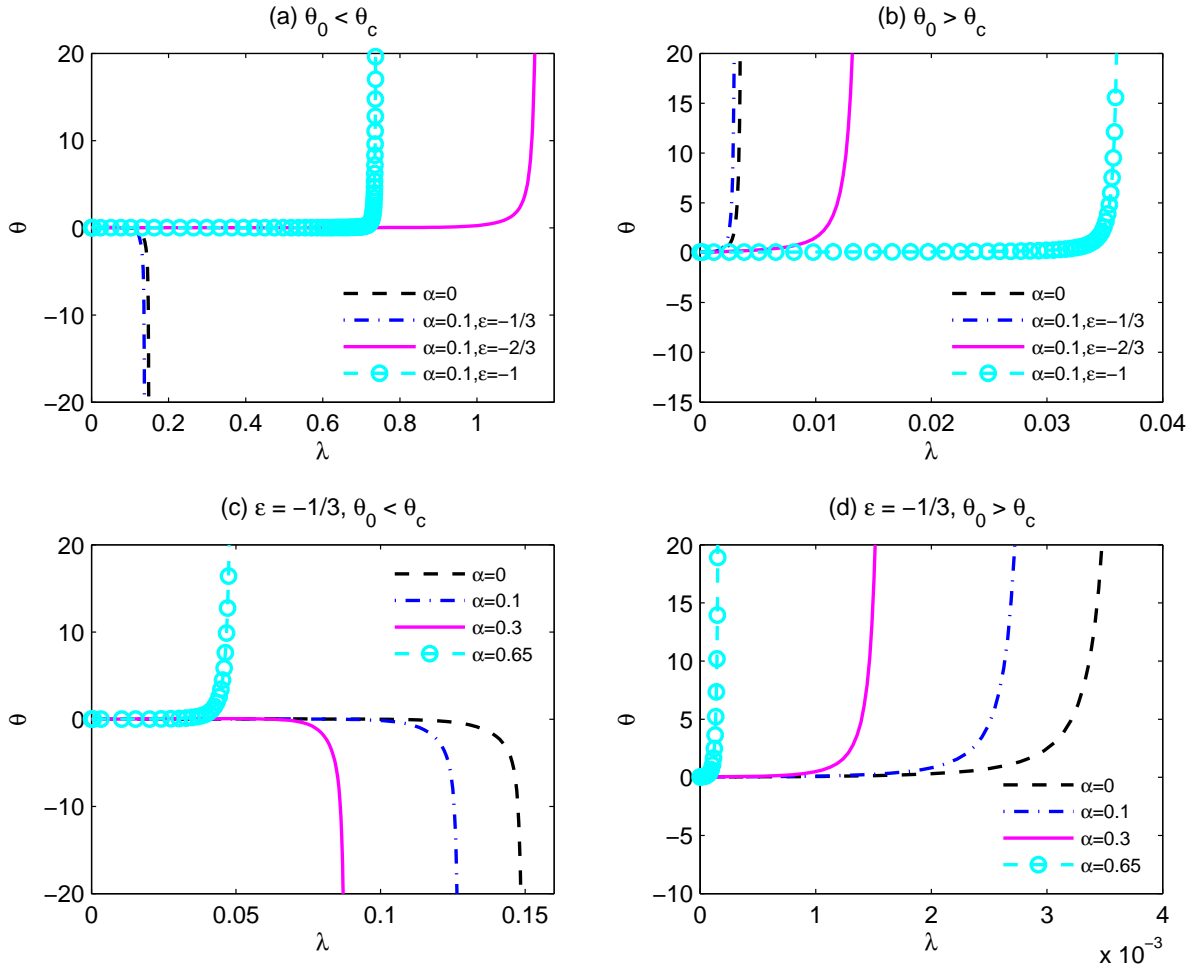 (a) θ₀ < θ_c
20
10
0
−10
−20
θ
0
0.2
0.4
0.6
0.8
1
λ
α=0
α=0.1,ε=−1/3
α=0.1,ε=−2/3
α=0.1,ε=−1
(b) θ₀ > θ_c
20
15
10
5
0
−5
−10
−15
θ
0
0.01
0.02
0.03
0.04
λ
α=0
α=0.1,ε=−1/3
α=0.1,ε=−2/3
α=0.1,ε=−1
(c) ε = −1/3, θ₀ < θ_c
20
10
0
−10
−20
θ
0
0.05
0.1
0.15
λ
α=0
α=0.1
α=0.3
α=0.65
(d) ε = −1/3, θ₀ > θ_c
20
15
10
5
0
−5
−10
θ
0
1
2
3
4
λ
x 10⁻³
α=0
α=0.1
α=0.3
α=0.65